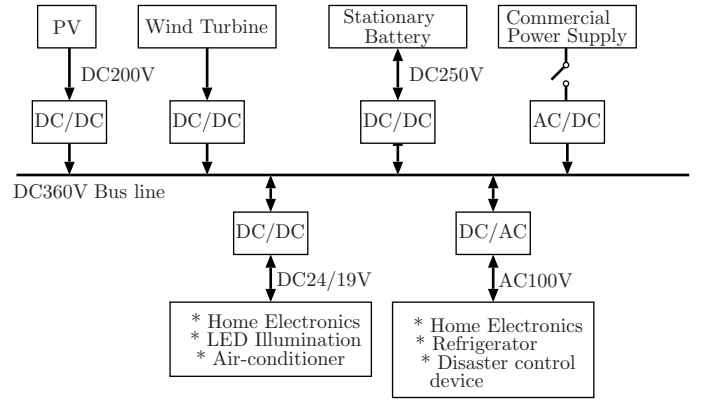 PV
Wind Turbine
Stationary
Battery
Commercial
Power Supply
DC200V
DC250V
DC/DC
DC/DC
DC/DC
AC/DC
DC360V Bus line
DC/DC
DC/AC
DC24/19V
AC100V
* Home Electronics
* LED Illumination
* Air-conditioner
* Home Electronics
* Refrigerator
* Disaster control
device